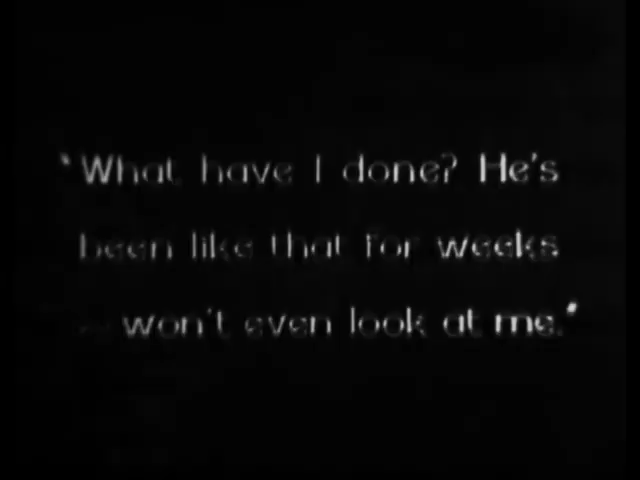 "What have I done? He's
been like that for weeks
— won't even look at me."